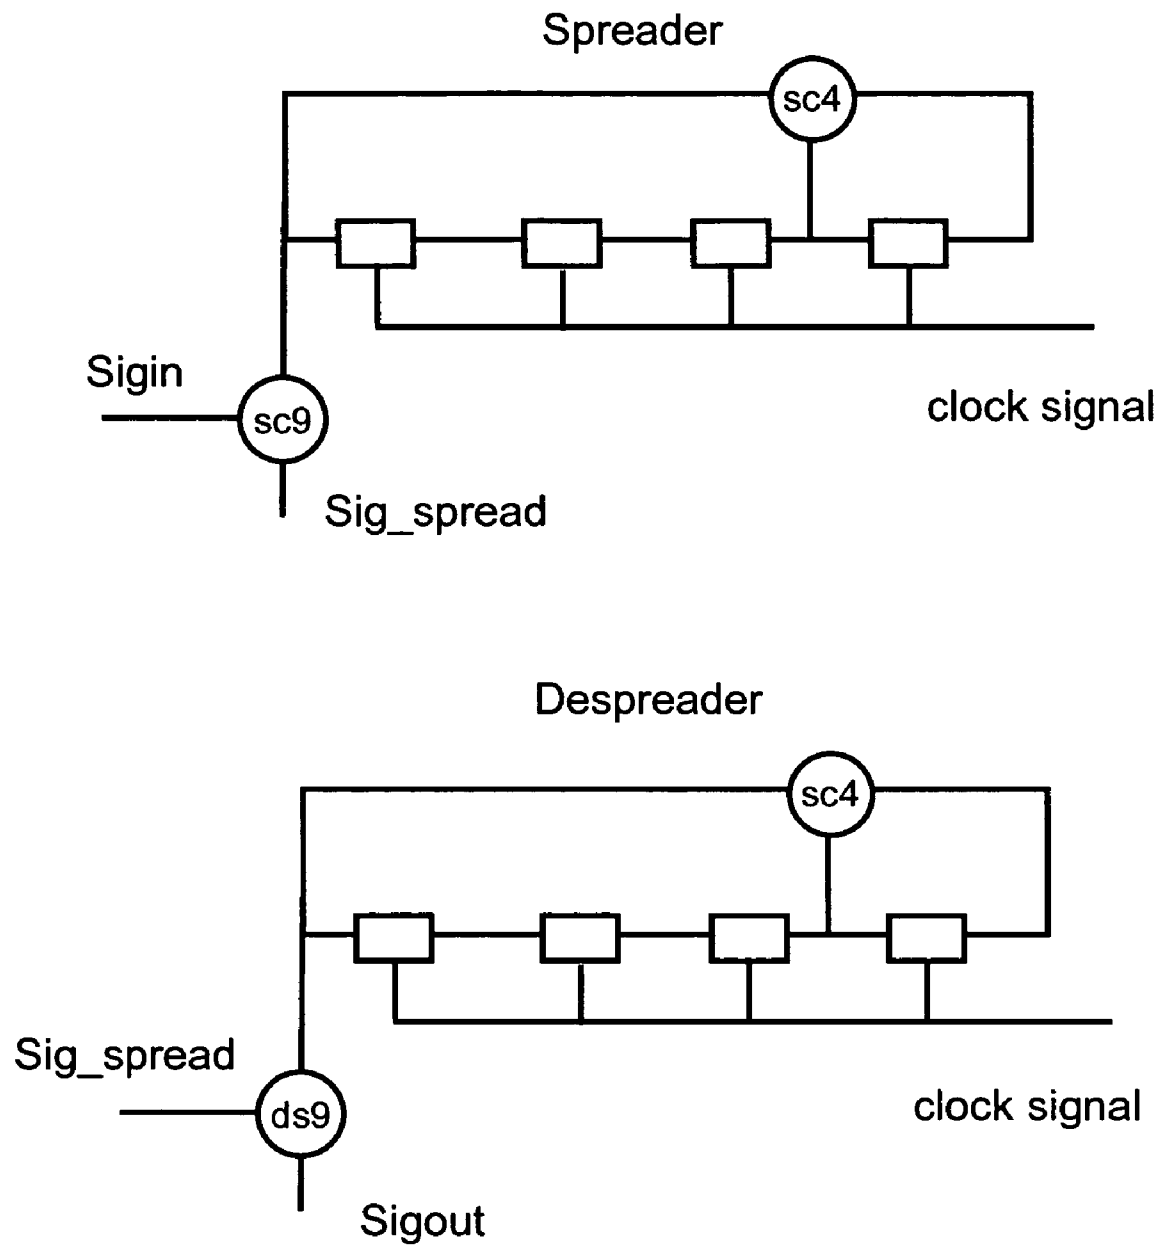 Spreader
sc4
Sigin
clock signal
sc9
Sig_spread
Despreader
sc4
Sig_spread
clock signal
ds9
Sigout